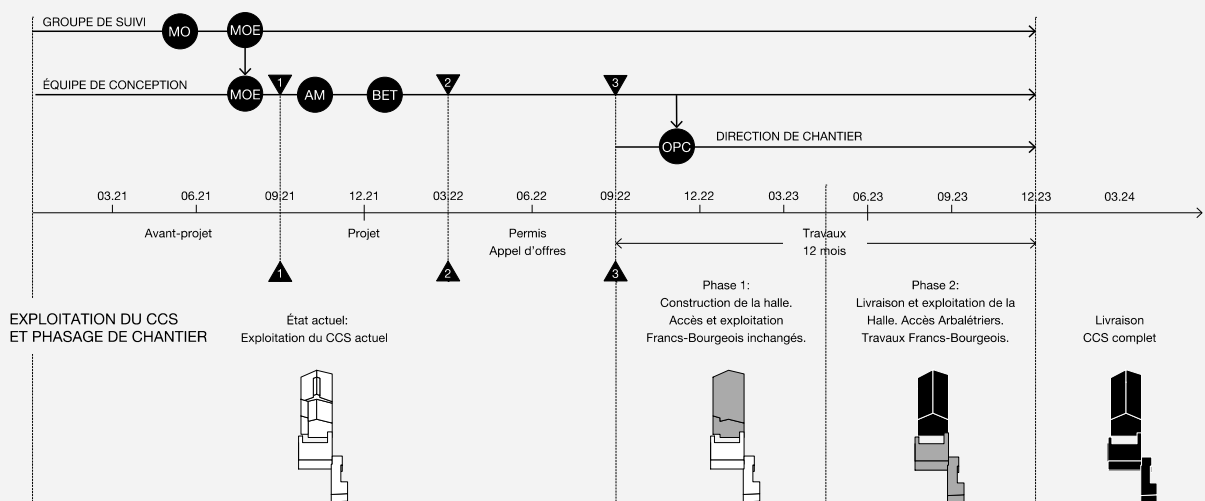 GROUPE DE SUIVI
MO
MOE
ÉQUIPE DE CONCEPTION
MOE
1
AM
BET
2
3
OPC
DIRECTION DE CHANTIER
03.21
06.21
09.21
12.21
03.22
06.22
09.22
12.22
03.23
06.23
09.23
12.23
03.24
Avant-projet
Projet
Permis
Appel d'offres
Travaux
12 mois
1
2
3
EXPLOITATION DU CCS
ET PHASAGE DE CHANTIER
État actuel:
Exploitation du CCS actuel
Phase 1:
Construction de la halle.
Accès et exploitation
Francs-Bourgeois inchangés.
Phase 2:
Livraison et exploitation de la
Halle. Accès Arbalétriers.
Travaux Francs-Bourgeois.
Livraison
CCS complet